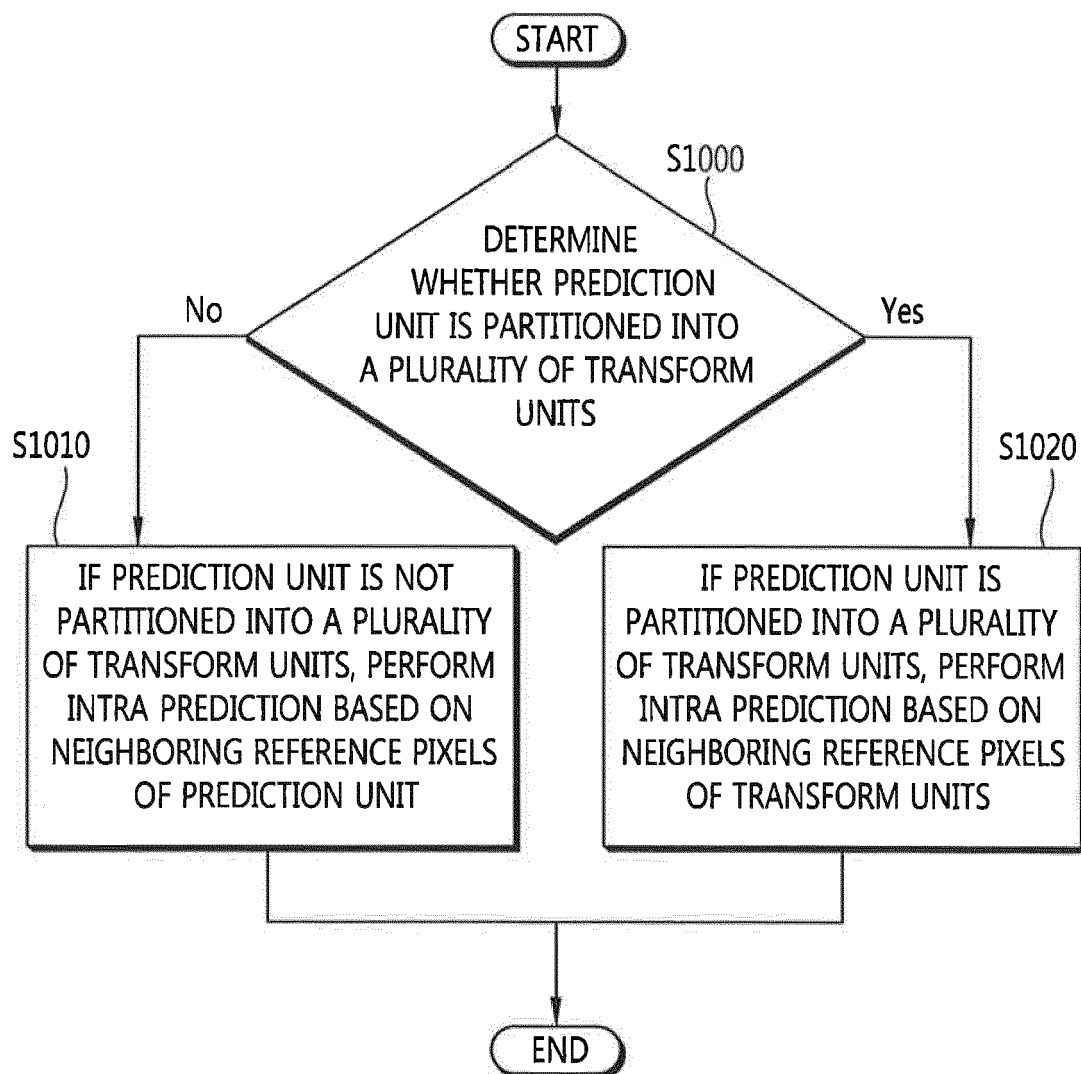 START
S1000
DETERMINE
WHETHER PREDICTION
UNIT IS PARTITIONED INTO
A PLURALITY OF TRANSFORM
UNITS
No
Yes
S1010
IF PREDICTION UNIT IS NOT
PARTITIONED INTO A PLURALITY
OF TRANSFORM UNITS, PERFORM
INTRA PREDICTION BASED ON
NEIGHBORING REFERENCE PIXELS
OF PREDICTION UNIT
S1020
IF PREDICTION UNIT IS
PARTITIONED INTO A PLURALITY
OF TRANSFORM UNITS, PERFORM
INTRA PREDICTION BASED ON
NEIGHBORING REFERENCE PIXELS
OF TRANSFORM UNITS
END